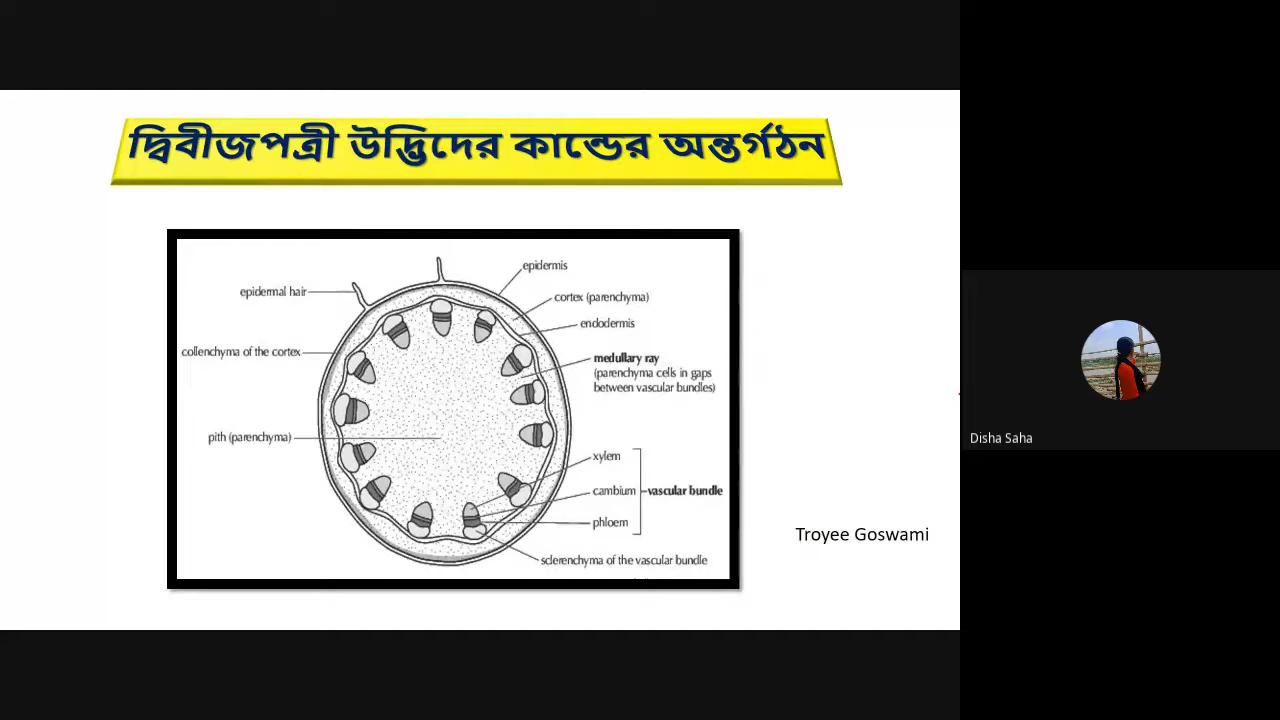 দ্বিবীজপত্রী উদ্ভিদের কান্ডের অন্তর্গঠন
epidermis
epidermal hair
cortex (parenchyma)
endodermis
collenchyma of the cortex
medullary ray
(parenchyma cells in gaps
between vascular bundles)
pith (parenchyma)
xylem
cambium
vascular bundle
phloem
sclerenchyma of the vascular bundle
Troyee Goswami
Disha Saha